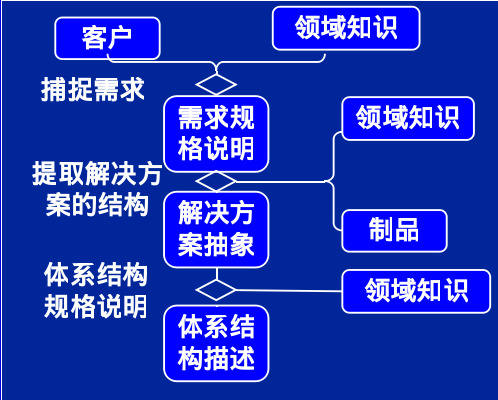 客户
领域知识
捕捉需求
需求规
格说明
领域知识
提取解决方
案的结构
解决方
案抽象
制品
体系结构
规格说明
领域知识
体系结
构描述